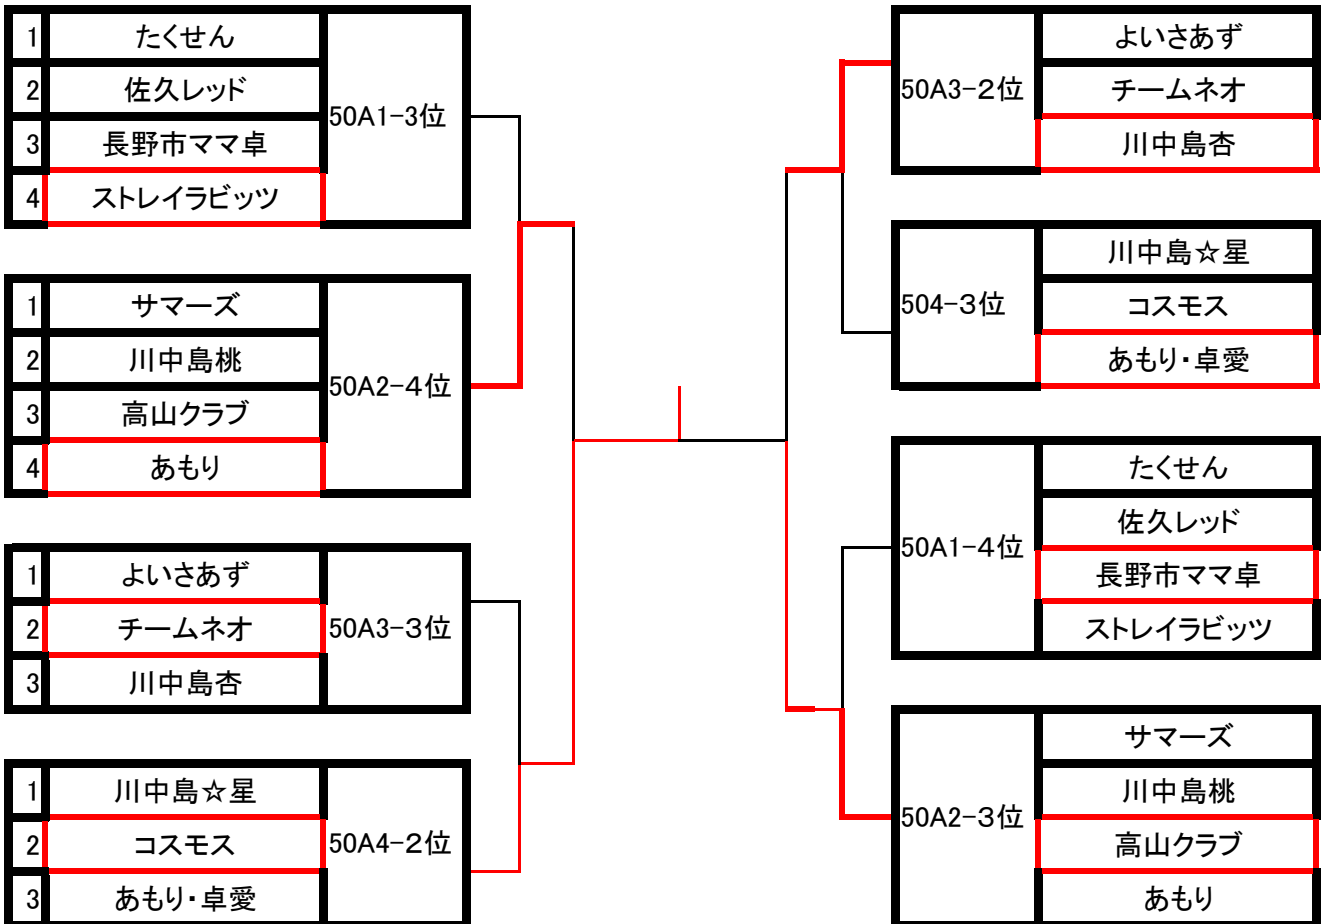 1 たくせん
2 佐久レッド
50A1-3位
3 長野市ママ卓
4 ストレイラビッツ
1 サマーズ
2 川中島桃
50A2-4位
3 高山クラブ
4 あもり
1 よいさあず
2 チームネオ 50A3-3位
3 川中島杏
1 川中島☆星
2 コスモス 50A4-2位
3 あもり・卓愛
よいさあず
50A3-2位 チームネオ
川中島杏
川中島☆星
504-3位 コスモス
あもり・卓愛
たくせん
佐久レッド
50A1-4位
長野市ママ卓
ストレイラビッツ
サマーズ
川中島桃
50A2-3位
高山クラブ
あもり